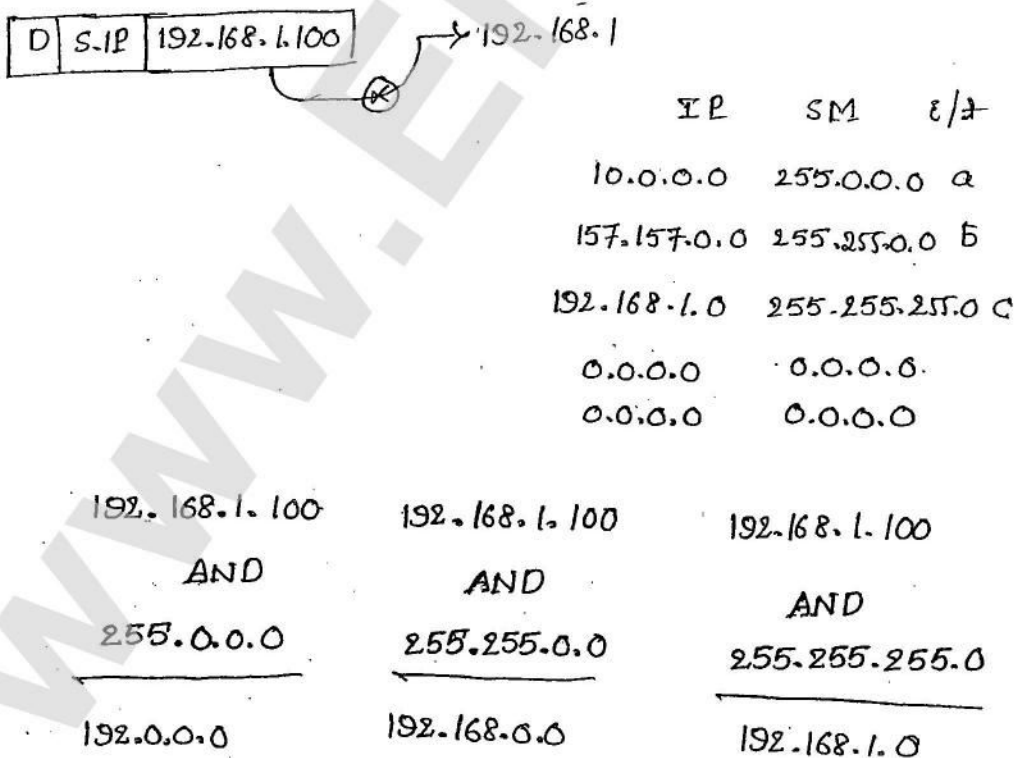 D S-IP 192.168.1.100
192.168.1
IP SM
10.0.0.0 255.0.0.0 a
157.157.0.0 255.255.0.0 b
192.168.1.0 255.255.255.0 C
0.0.0.0 0.0.0.0.
0.0.0.0 0.0.0.0
192.168.1.100 192.168.1.100 192.168.1.100
AND AND AND
255.0.0.0 255.255.0.0 255.255.255.0
192.0.0.0 192.168.0.0 192.168.1.0
www.E